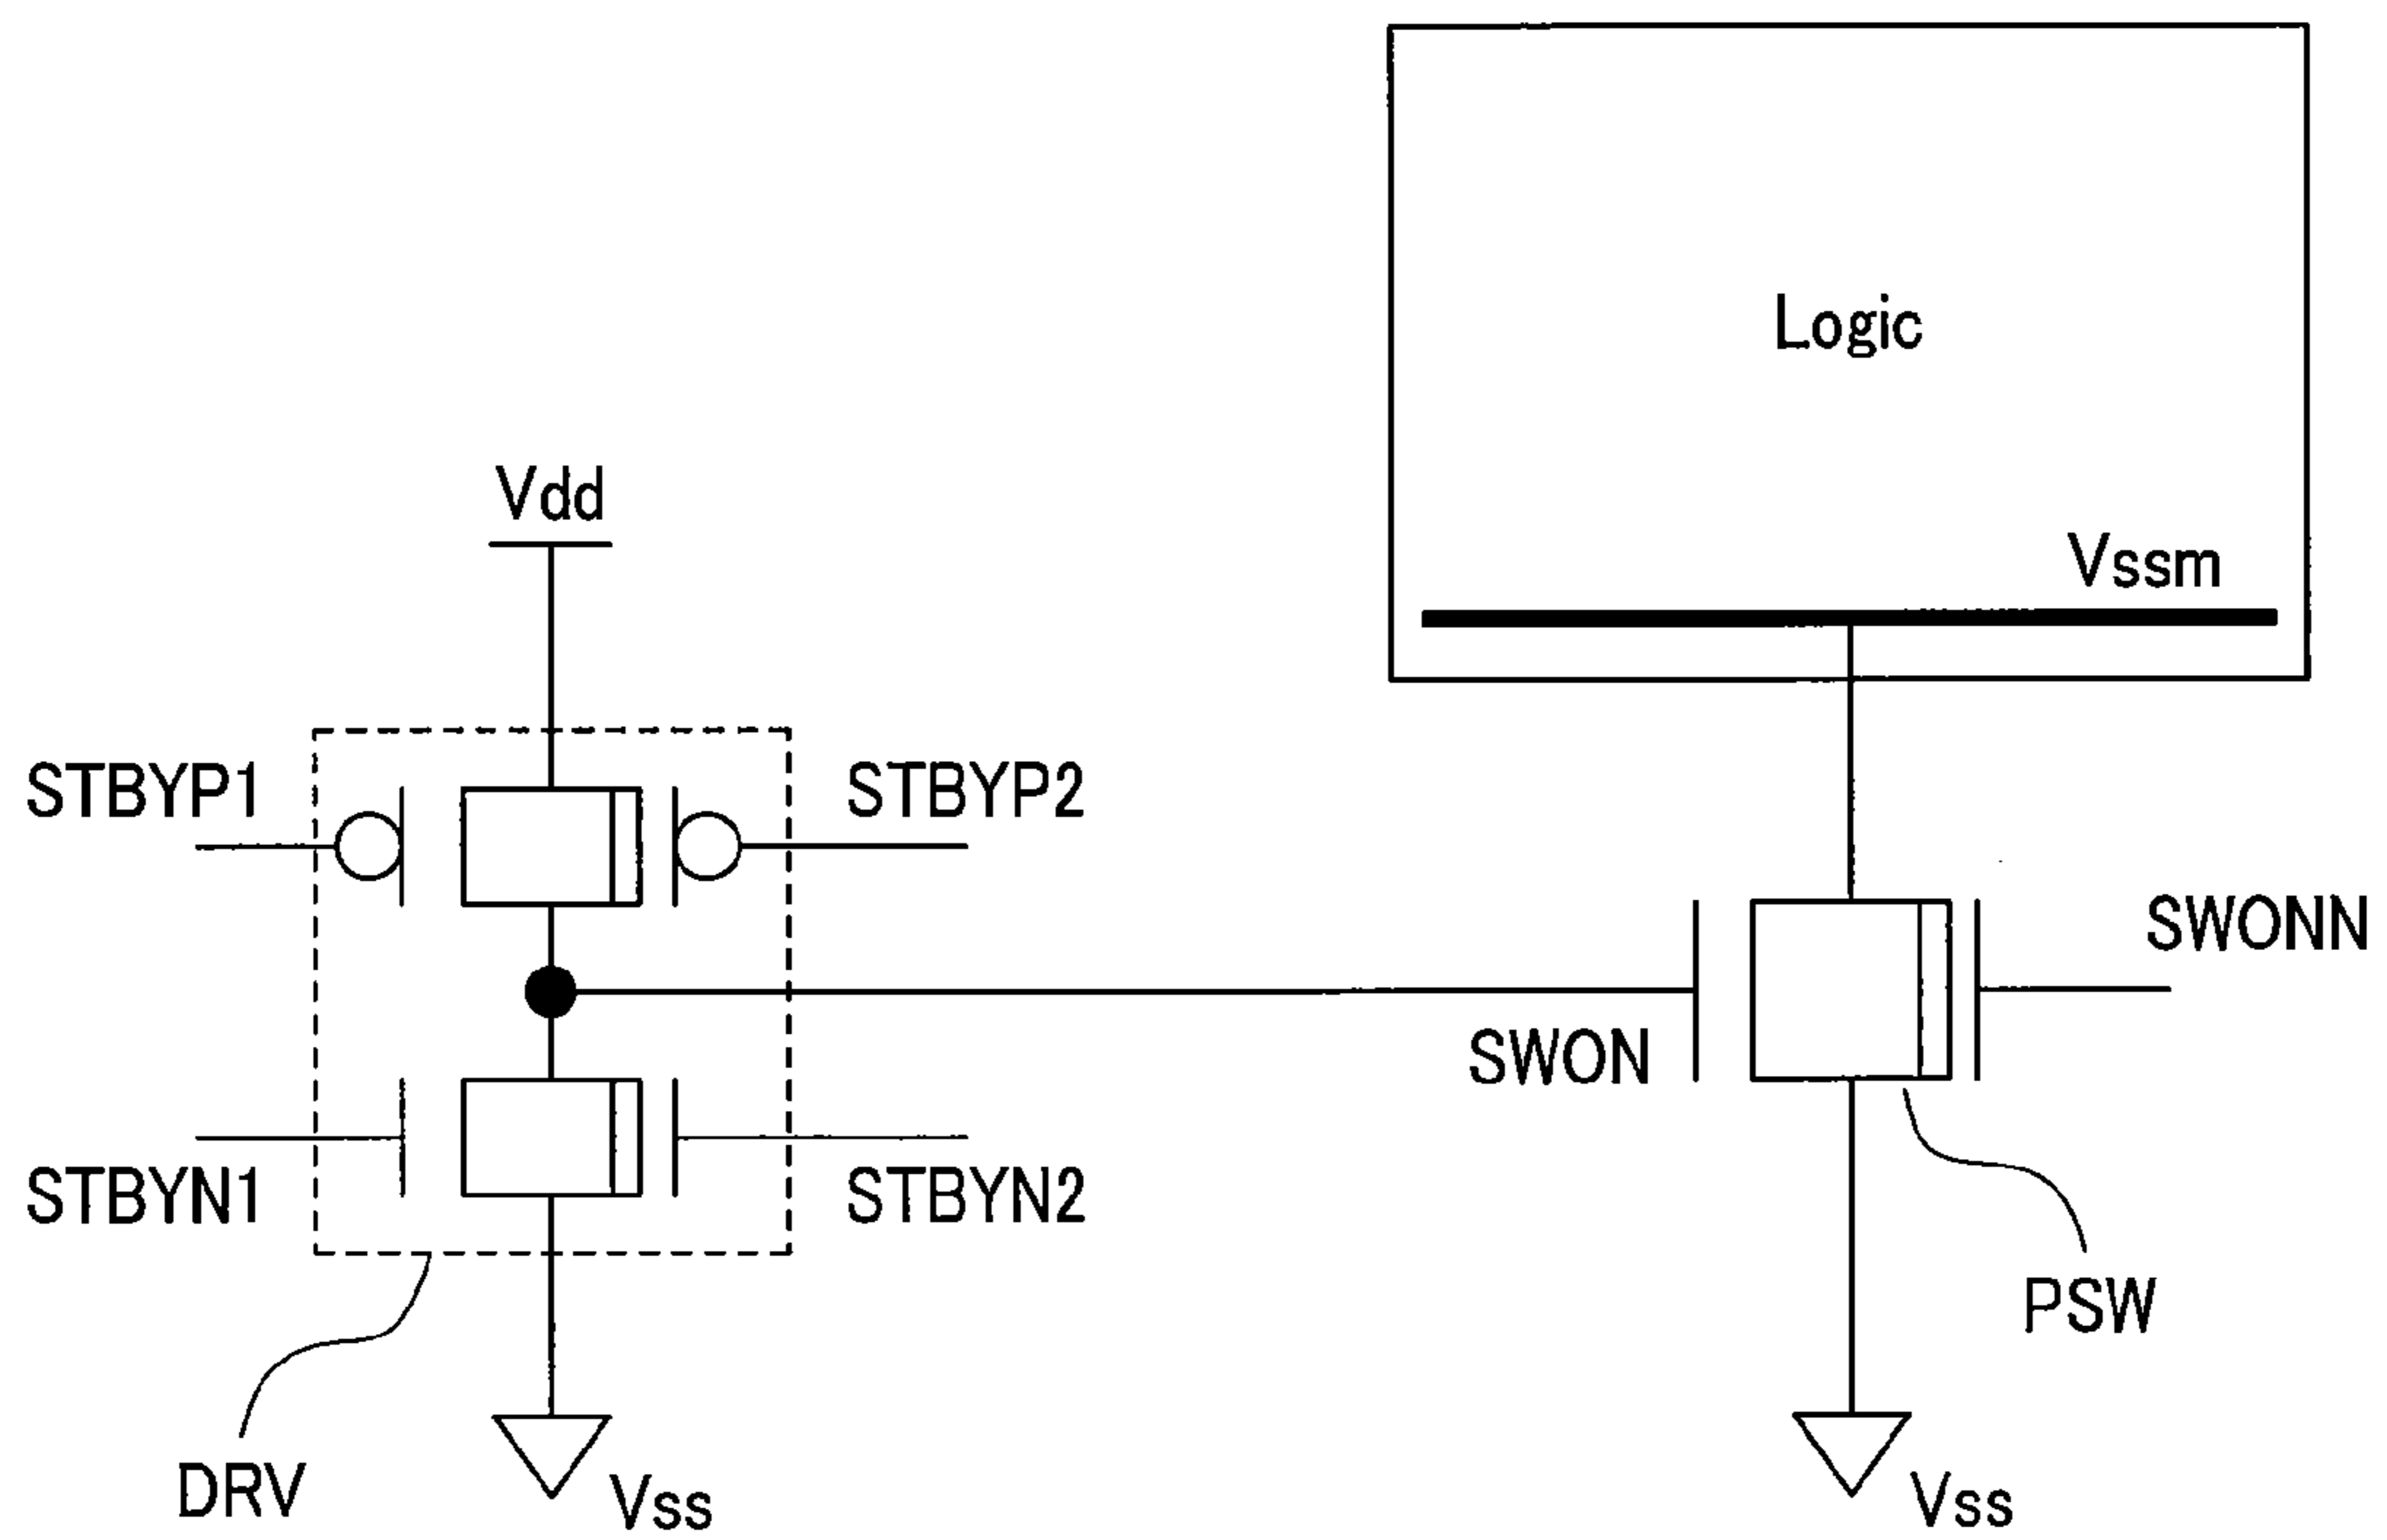 Logic
Vdd
Vssm
STBYP1
STBYP2
SWONN
SWON
STBYN1
STBYN2
PSW
DRV
Vss
Vss